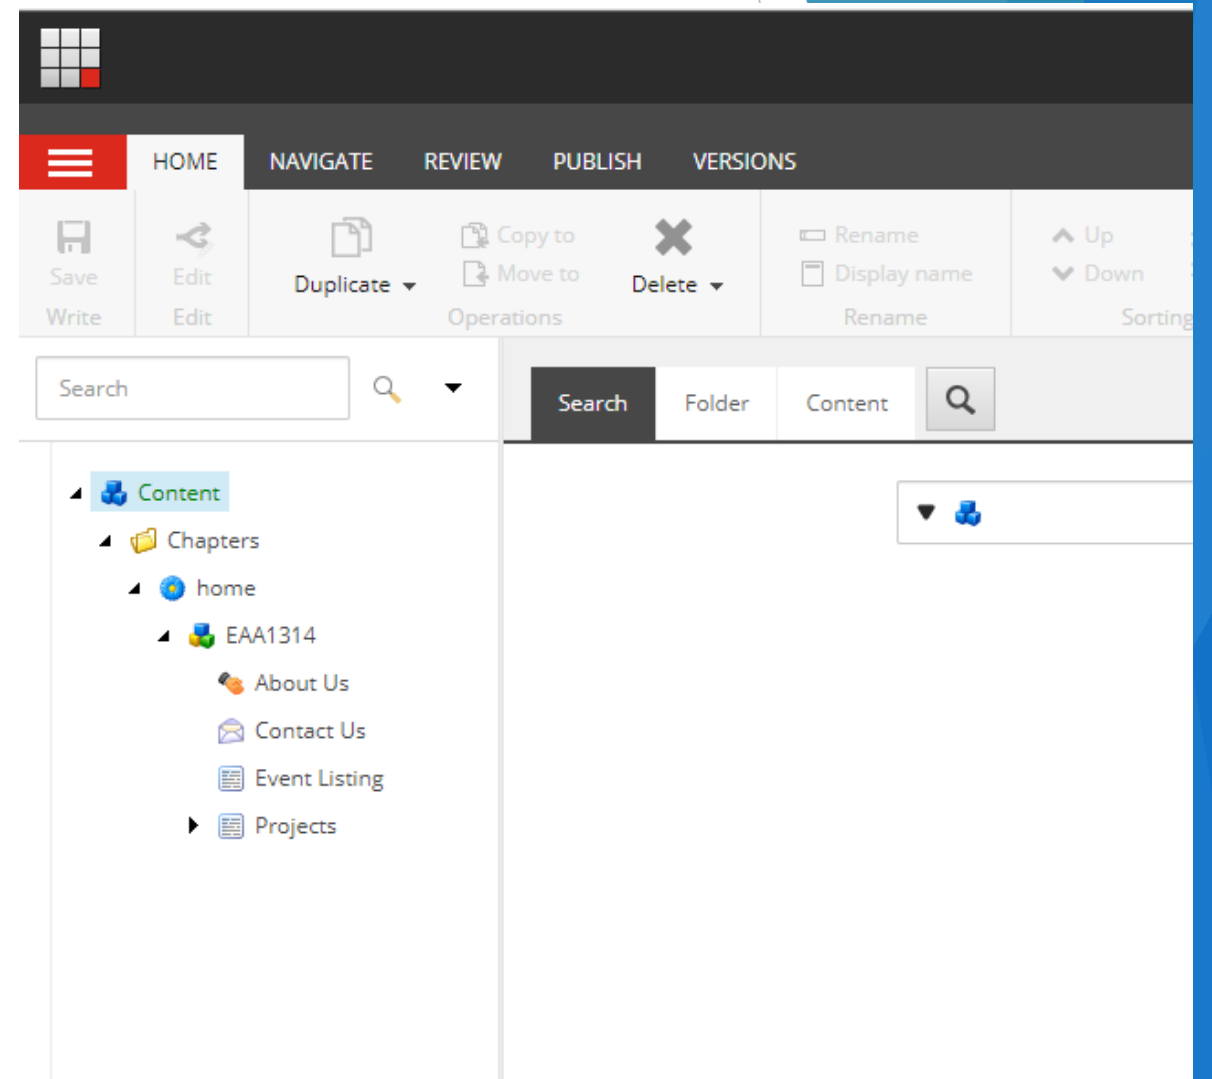 HOME NAVIGATE REVIEW PUBLISH VERSIONS
Save Edit Duplicate Copy to Move to Delete Rename Display name Up Down
Write Edit Operations Rename Sorting
Search
Search Folder Content
Content
Chapters
home
EAA1314
About Us
Contact Us
Event Listing
Projects